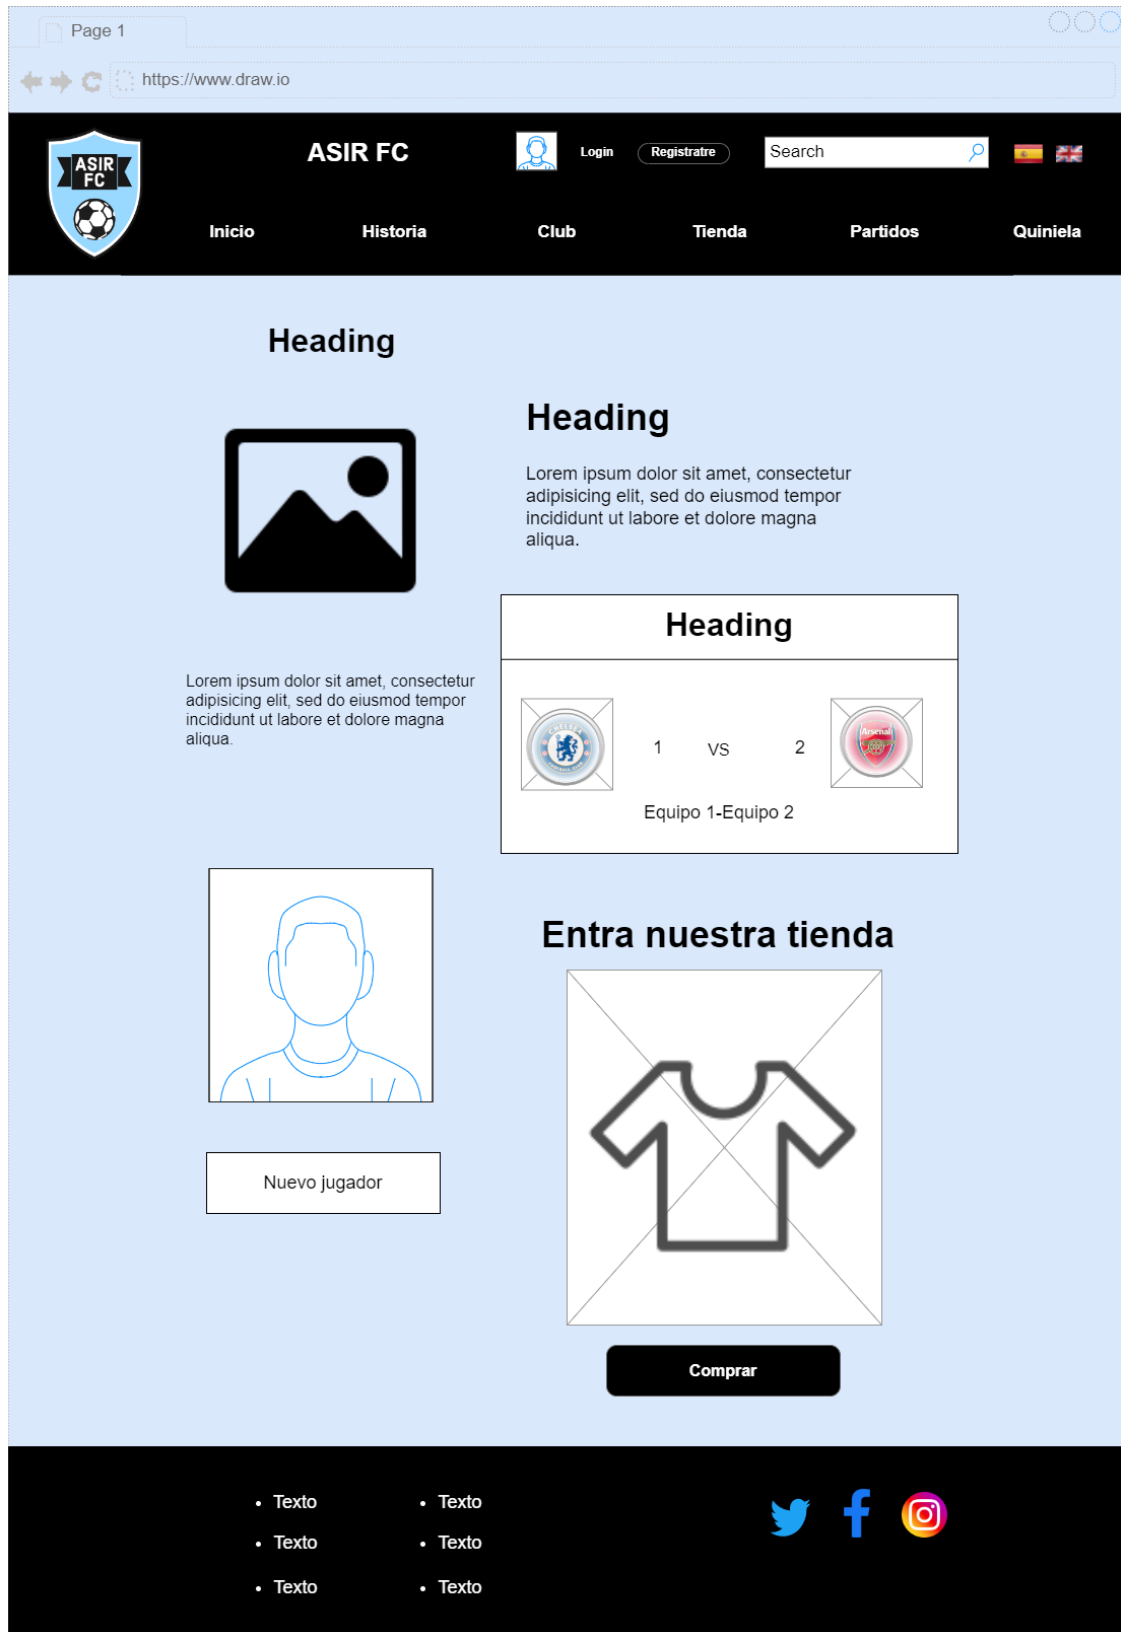 Page 1
https://www.draw.io
ASIR
FC
ASIR FC
Login
Registratre
Search
Inicio
Historia
Club
Tienda
Partidos
Quiniela
Heading
Heading
Lorem ipsum dolor sit amet, consectetur
adipisicing elit, sed do eiusmod tempor
incididunt ut labore et dolore magna
aliqua.
Heading
Lorem ipsum dolor sit amet, consectetur
adipisicing elit, sed do eiusmod tempor
incididunt ut labore et dolore magna
aliqua.
CHELSEA
FOOTBALL CLUB
1
VS
2
Arsenal
Equipo 1-Equipo 2
Entra nuestra tienda
Nuevo jugador
Comprar
Texto
Texto
Texto
Texto
Texto
Texto